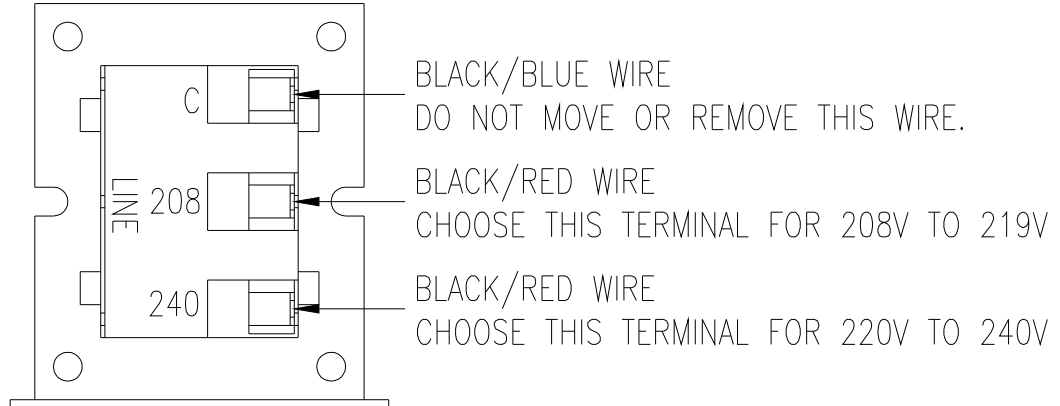 C
BLACK/BLUE WIRE
DO NOT MOVE OR REMOVE THIS WIRE.
LINE
208
BLACK/RED WIRE
CHOOSE THIS TERMINAL FOR 208V TO 219V
240
BLACK/RED WIRE
CHOOSE THIS TERMINAL FOR 220V TO 240V